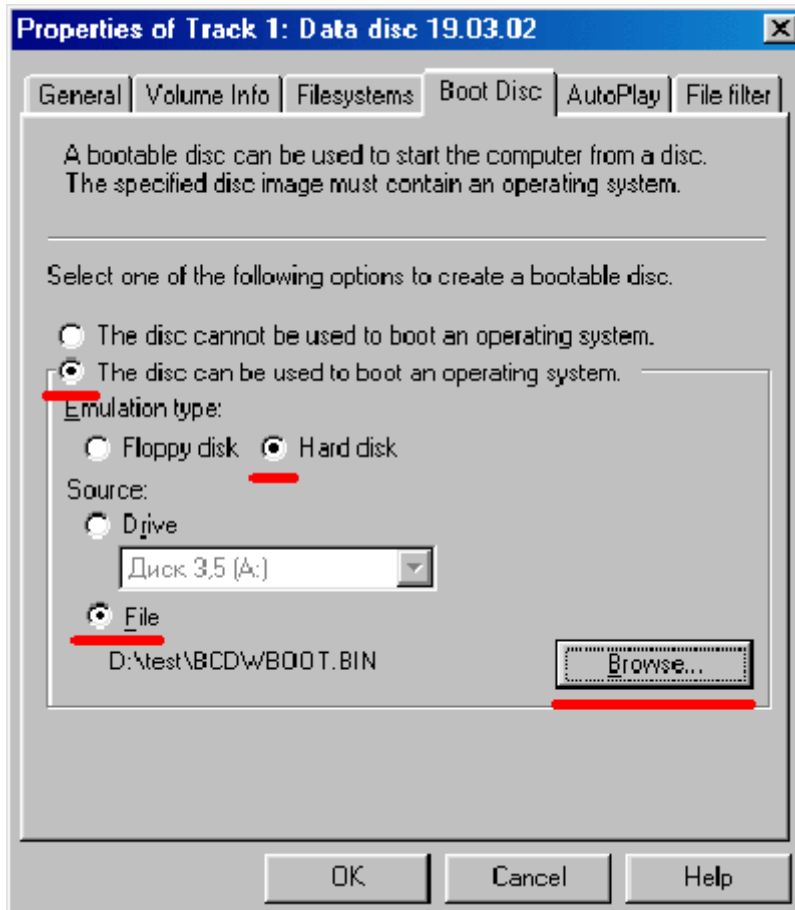 Properties of Track 1: Data disc 19.03.02
General Volume Info Filesystems Boot Disc AutoPlay File filter
A bootable disc can be used to start the computer from a disc.
The specified disc image must contain an operating system.
Select one of the following options to create a bootable disc.
The disc cannot be used to boot an operating system.
The disc can be used to boot an operating system.
Emulation type:
Floppy disk Hard disk
Source:
Drive
Диск 3,5 (A:)
File
D:\test\BCDWBOOT.BIN Browse...
OK Cancel Help